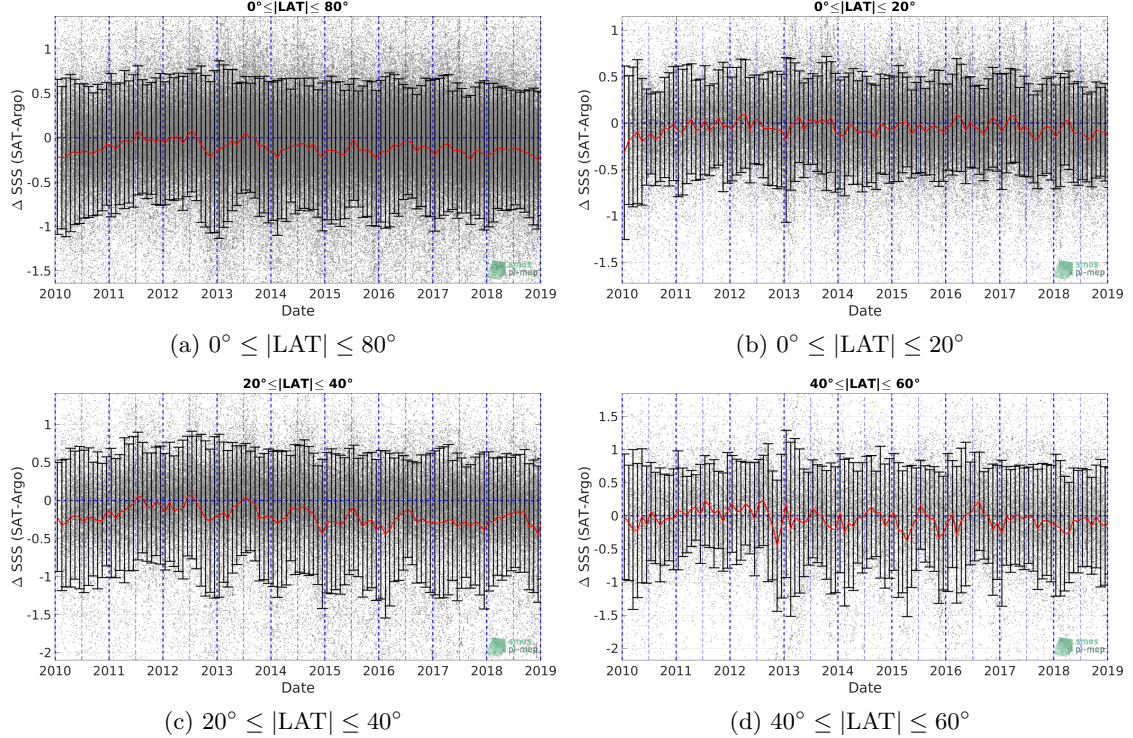 0°≤|LAT|≤ 80°
1
0.5
0
-0.5
-1
-1.5
Δ SSS (SAT-Argo)
2010 2011 2012 2013 2014 2015 2016 2017 2018 2019
Date
smos
pi-mep
(a) 0° ≤ |LAT| ≤ 80°
0°≤|LAT|≤ 20°
1
0.5
0
-0.5
-1
-1.5
Δ SSS (SAT-Argo)
2010 2011 2012 2013 2014 2015 2016 2017 2018 2019
Date
smos
pi-mep
(b) 0° ≤ |LAT| ≤ 20°
20°≤|LAT|≤ 40°
1
0.5
0
-0.5
-1
-1.5
-2
Δ SSS (SAT-Argo)
2010 2011 2012 2013 2014 2015 2016 2017 2018 2019
Date
smos
pi-mep
(c) 20° ≤ |LAT| ≤ 40°
40°≤|LAT|≤ 60°
1.5
1
0.5
0
-0.5
-1
-1.5
-2
Δ SSS (SAT-Argo)
2010 2011 2012 2013 2014 2015 2016 2017 2018 2019
Date
smos
pi-mep
(d) 40° ≤ |LAT| ≤ 60°